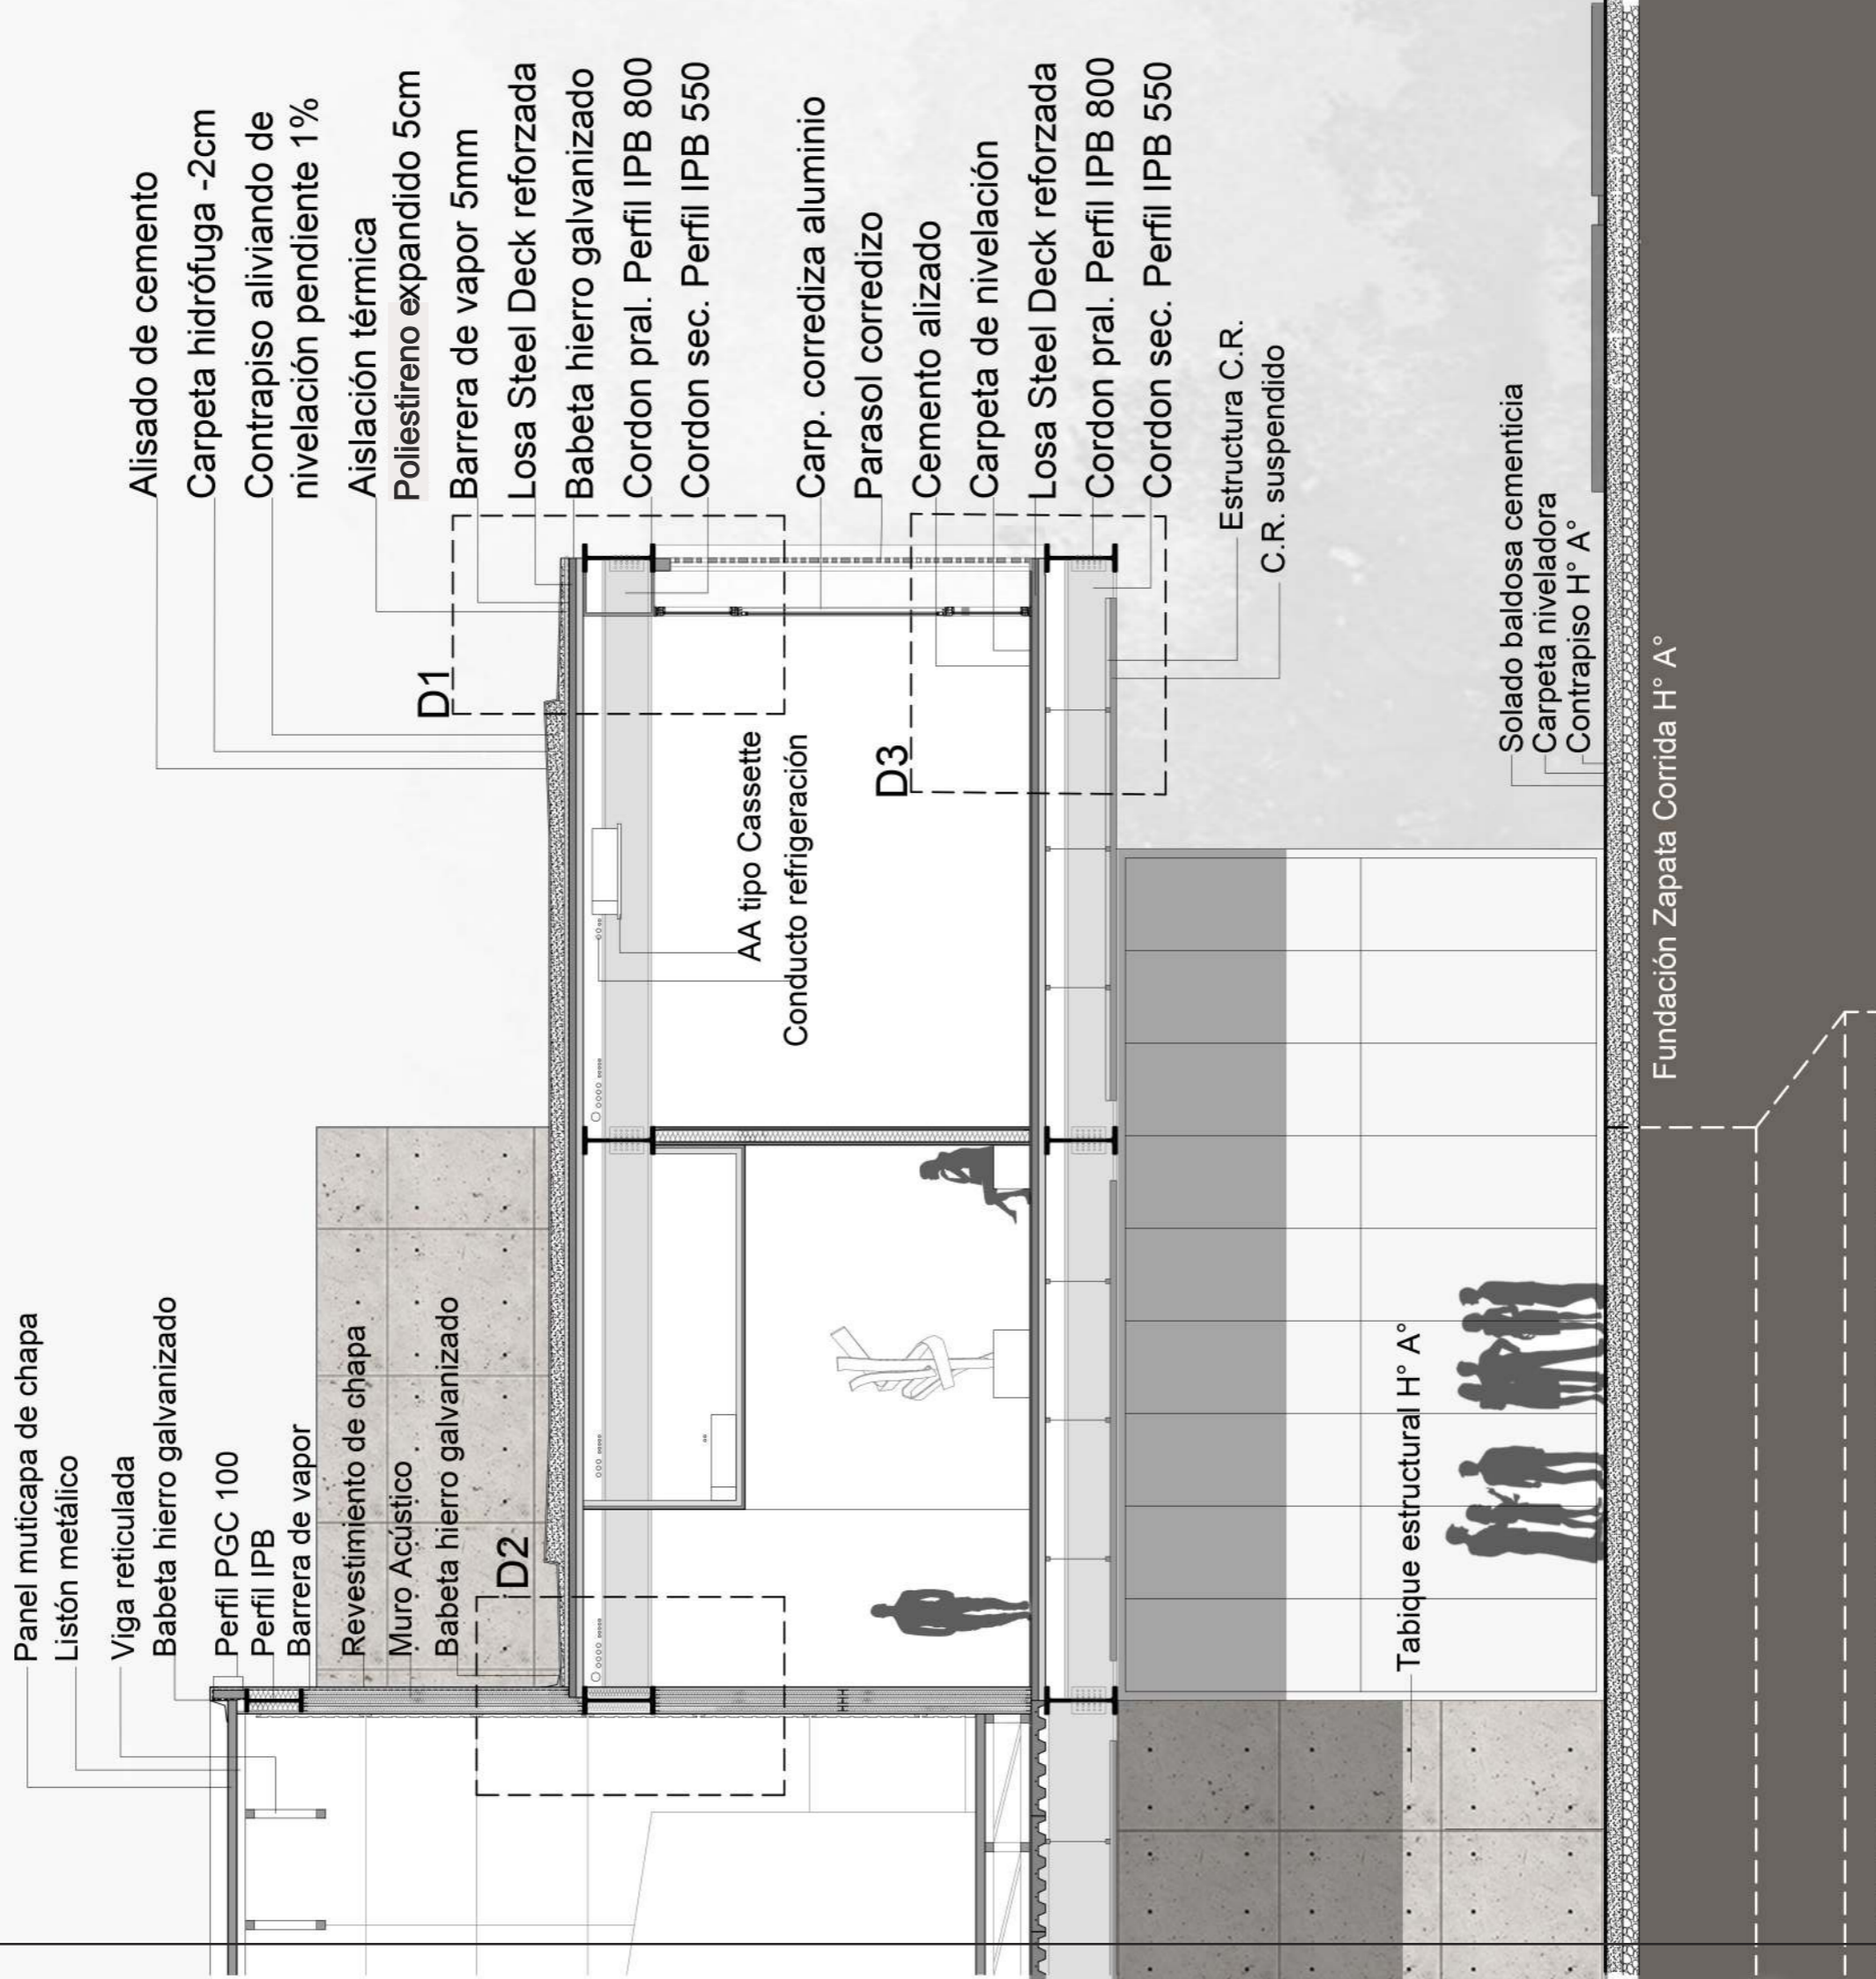 Panel muticapa de chapa
Listón metálico
Viga reticulada
Babeta hierro galvanizado
Perfil PGC 100
Perfil IPB
Barrera de vapor
Revestimiento de chapa
Muro Acústico
Babeta hierro galvanizado
D2
Alisado de cemento
Carpeta hidrófuga -2cm
Contrapiso aliviando de
nivelación pendiente 1%
Aislación térmica
Poliestireno expandido 5cm
Barrera de vapor 5mm
Losa Steel Deck reforzada
Babeta hierro galvanizado
Cordon pral. Perfil IPB 800
Cordon sec. Perfil IPB 550
D1
AA tipo Cassette
Conducto refrigeración
Carp. corrediza aluminio
Parasol corredizo
Cemento alizado
Carpeta de nivelación
Losa Steel Deck reforzada
Cordon pral. Perfil IPB 800
Cordon sec. Perfil IPB 550
D3
Estructura C.R.
C.R. suspendido
Tabique estructural H° A°
Solado baldosa cementicia
Carpeta niveladora
Contrapiso H° A°
Fundación Zapata Corrida H° A°